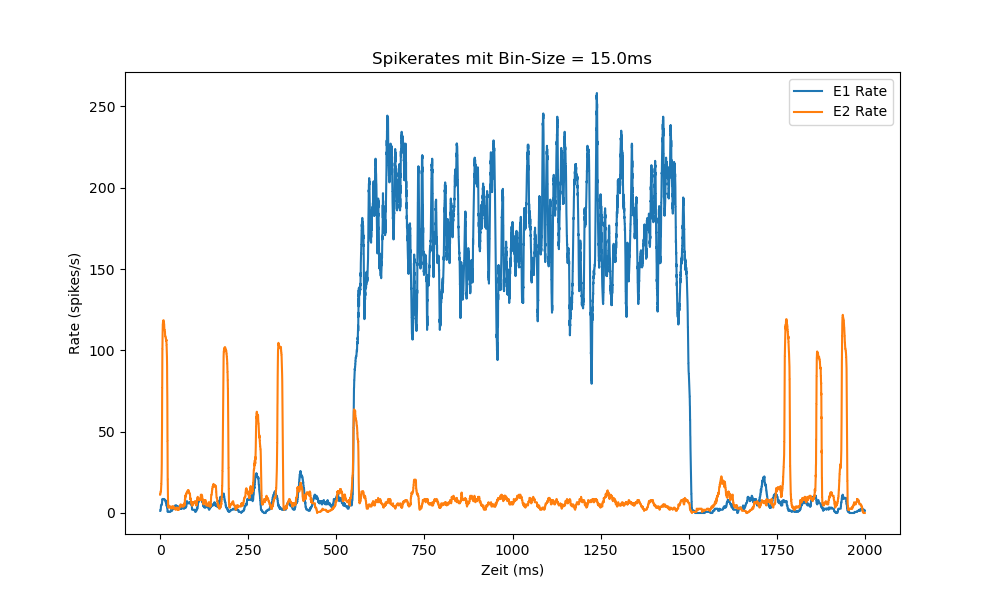 Spikerates mit Bin-Size = 15.0ms
E1 Rate
E2 Rate
250
200
150
100
50
0
Rate (spikes/s)
0 250 500 750 1000 1250 1500 1750 2000
Zeit (ms)